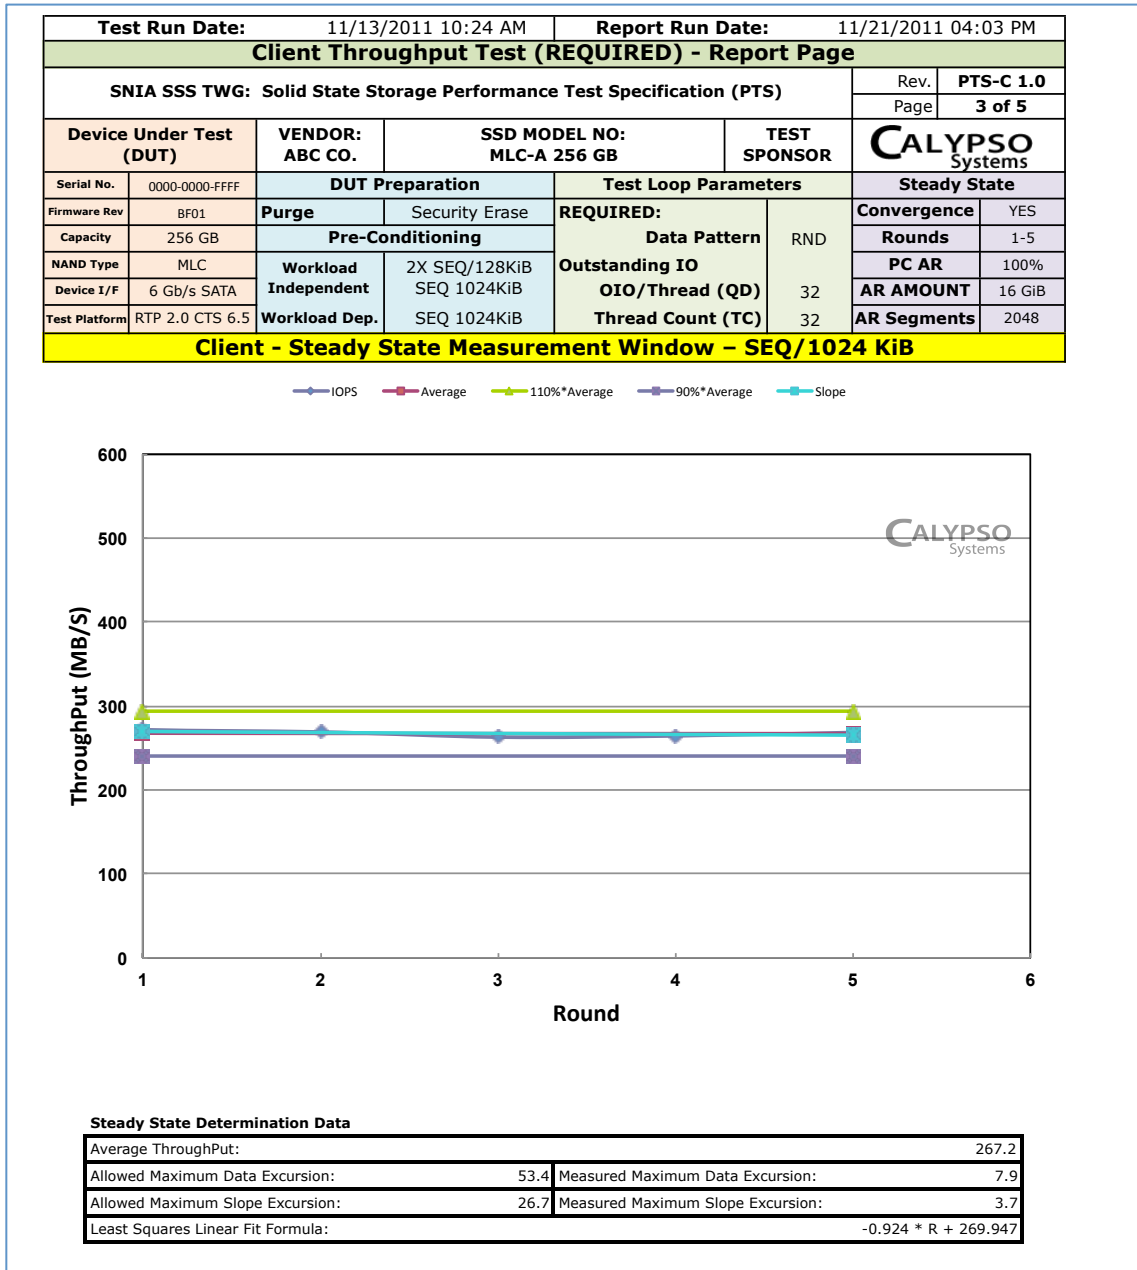 Test Run Date: 11/13/2011 10:24 AM Report Run Date: 11/21/2011 04:03 PM
Client Throughput Test (REQUIRED) - Report Page
SNIA SSS TWG: Solid State Storage Performance Test Specification (PTS)
Rev. PTS-C 1.0
Page 3 of 5
Device Under Test (DUT)
VENDOR: ABC CO.
SSD MODEL NO: MLC-A 256 GB
TEST SPONSOR
CALYPSO Systems
Serial No. 0000-0000-FFFF DUT Preparation Test Loop Parameters Steady State
Firmware Rev BF01 Purge Security Erase REQUIRED: Convergence YES
Capacity 256 GB Pre-Conditioning Data Pattern RND Rounds 1-5
NAND Type MLC Workload 2X SEQ/128KiB Outstanding IO PC AR 100%
Device I/F 6 Gb/s SATA Independent SEQ 1024KiB OIO/Thread (QD) 32 AR AMOUNT 16 GiB
Test Platform RTP 2.0 CTS 6.5 Workload Dep. SEQ 1024KiB Thread Count (TC) 32 AR Segments 2048
Client - Steady State Measurement Window – SEQ/1024 KiB
IOPS Average 110%*Average 90%*Average Slope
600
500
400
300
200
100
0
ThroughPut (MB/S)
CALYPSO Systems
1 2 3 4 5 6
Round
Steady State Determination Data
Average ThroughPut: 267.2
Allowed Maximum Data Excursion: 53.4 Measured Maximum Data Excursion: 7.9
Allowed Maximum Slope Excursion: 26.7 Measured Maximum Slope Excursion: 3.7
Least Squares Linear Fit Formula: -0.924 * R + 269.947